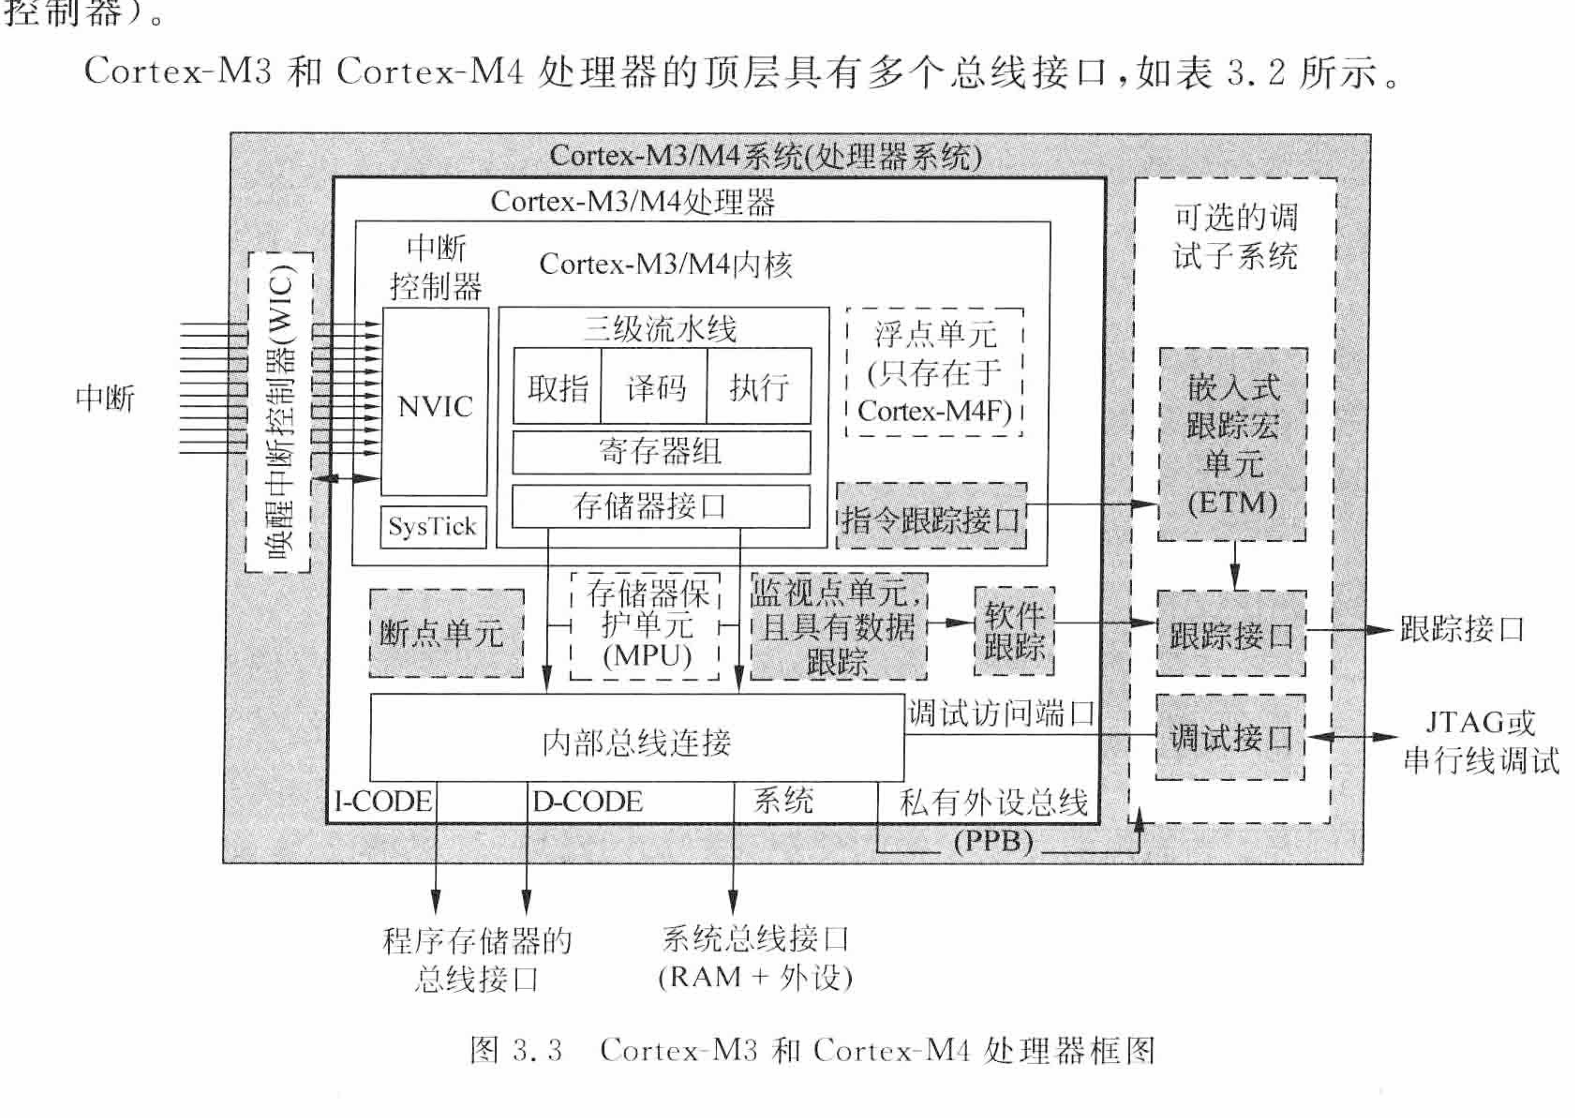 控制器）。
Cortex-M3 和 Cortex-M4 处理器的顶层具有多个总线接口，如表 3.2 所示。
Cortex-M3/M4系统(处理器系统)
Cortex-M3/M4处理器
可选的调
试子系统
中断
控制器
Cortex-M3/M4内核
唤醒中断控制器(WIC)
中断
NVIC
SysTick
三级流水线
取指
译码
执行
寄存器组
存储器接口
浮点单元
(只存在于
Cortex-M4F)
指令跟踪接口
嵌入式
跟踪宏
单元
(ETM)
断点单元
存储器保
护单元
(MPU)
监视点单元，
且具有数据
跟踪
软件
跟踪
跟踪接口
跟踪接口
内部总线连接
调试访问端口
调试接口
JTAG或
串行线调试
I-CODE
D-CODE
系统
私有外设总线
(PPB)
程序存储器的
总线接口
系统总线接口
(RAM + 外设)
图 3.3 Cortex-M3 和 Cortex-M4 处理器框图